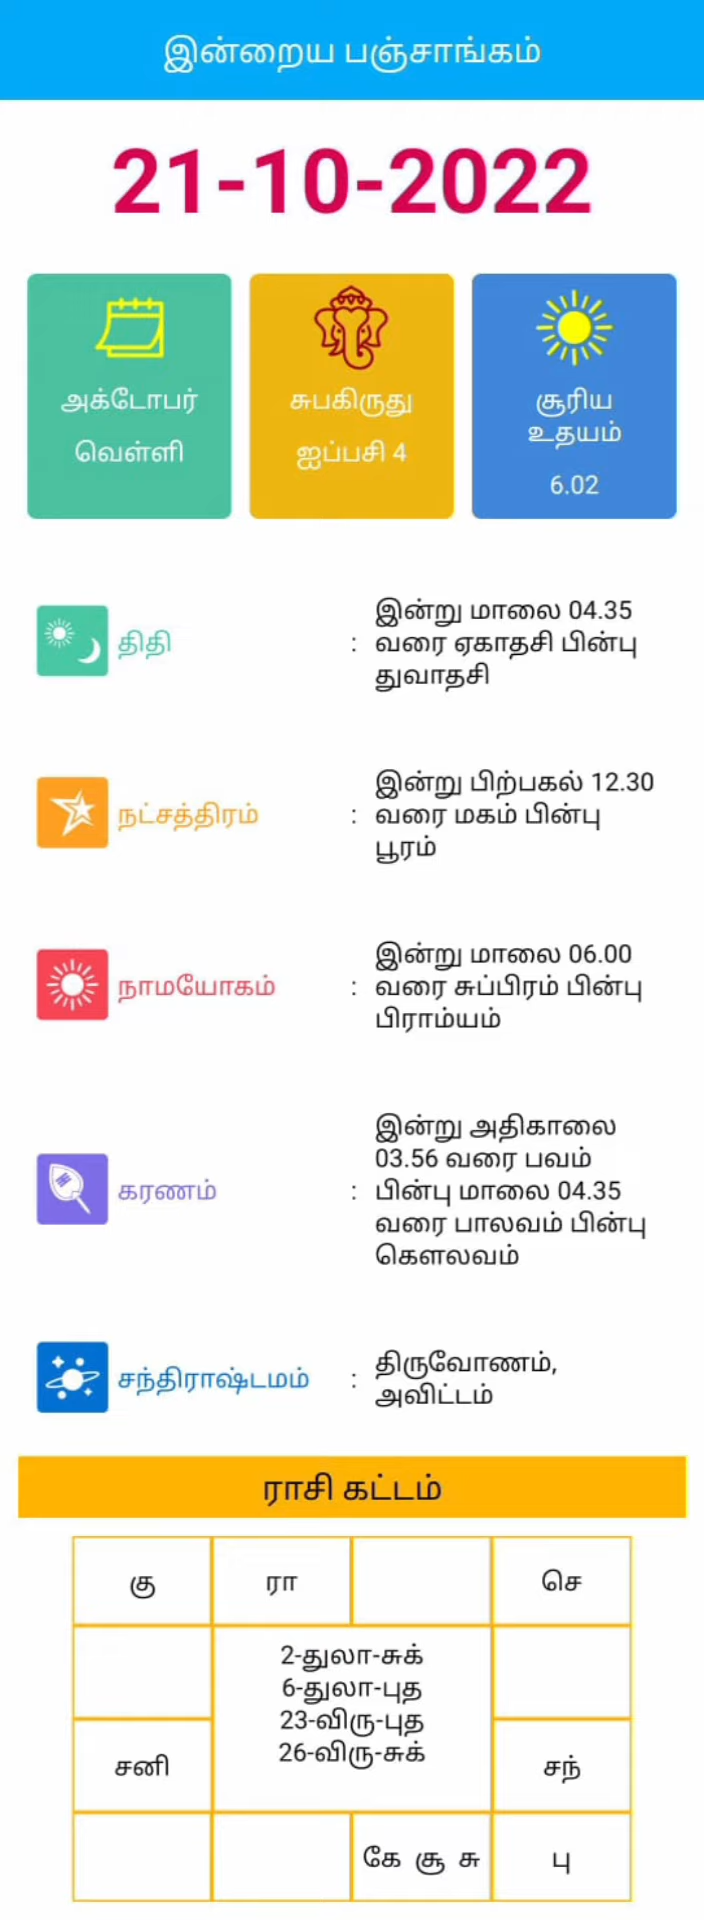 இன்றைய பஞ்சாங்கம்
21-10-2022
அக்டோபர்
வெள்ளி
சுபகிருது
ஐப்பசி 4
சூரிய
உதயம்
6.02
திதி
:
இன்று மாலை 04.35
வரை ஏகாதசி பின்பு
துவாதசி
நட்சத்திரம்
:
இன்று பிற்பகல் 12.30
வரை மகம் பின்பு
பூரம்
நாமயோகம்
:
இன்று மாலை 06.00
வரை சுப்பிரம் பின்பு
பிராம்யம்
கரணம்
:
இன்று அதிகாலை
03.56 வரை பவம்
பின்பு மாலை 04.35
வரை பாலவம் பின்பு
கௌலவம்
சந்திராஷ்டமம்
:
திருவோணம்,
அவிட்டம்
ராசி கட்டம்
கு
ரா
செ
2-துலா-சுக்
6-துலா-புத
23-விரு-புத
26-விரு-சுக்
சனி
சந்
கே சூ சு
பு